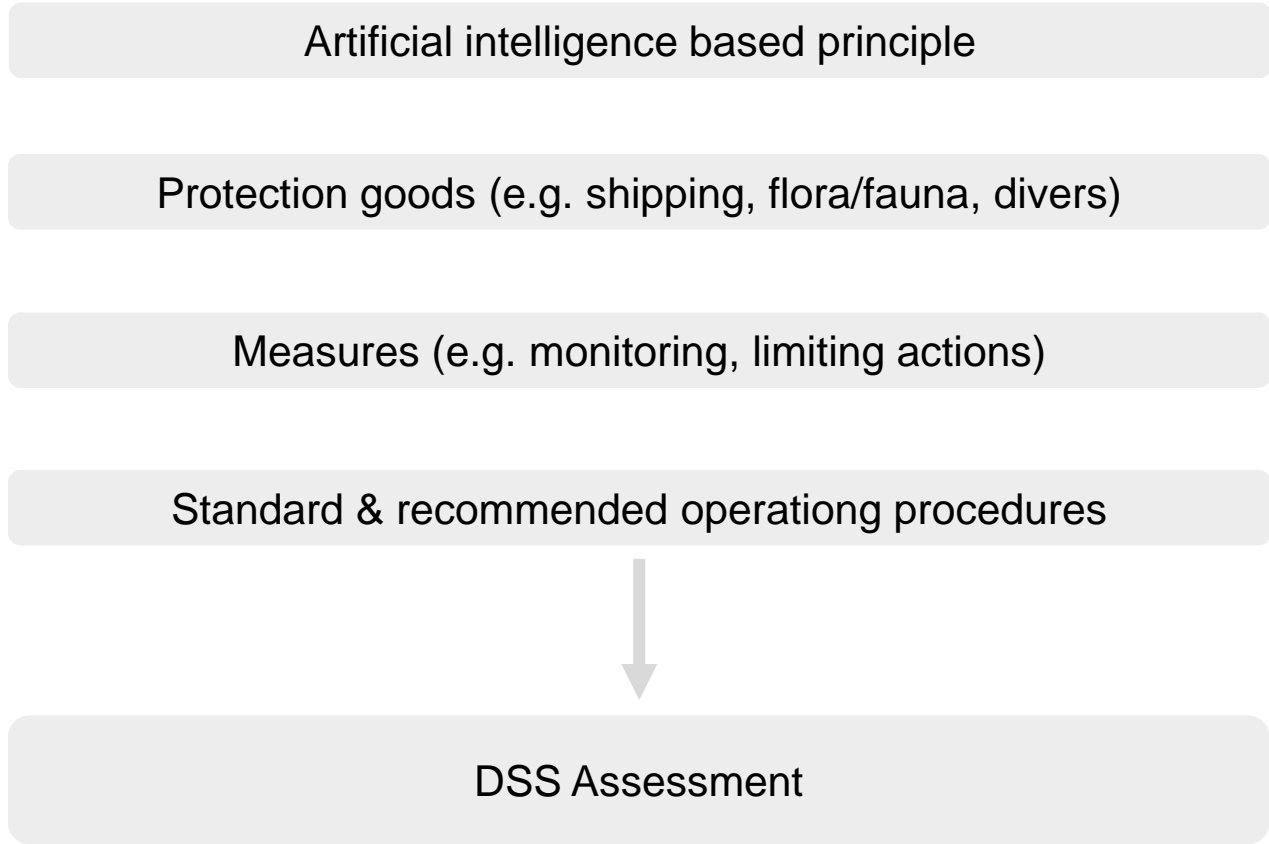 Artificial intelligence based principle
Protection goods (e.g. shipping, flora/fauna, divers)
Measures (e.g. monitoring, limiting actions)
Standard & recommended operationg procedures
DSS Assessment